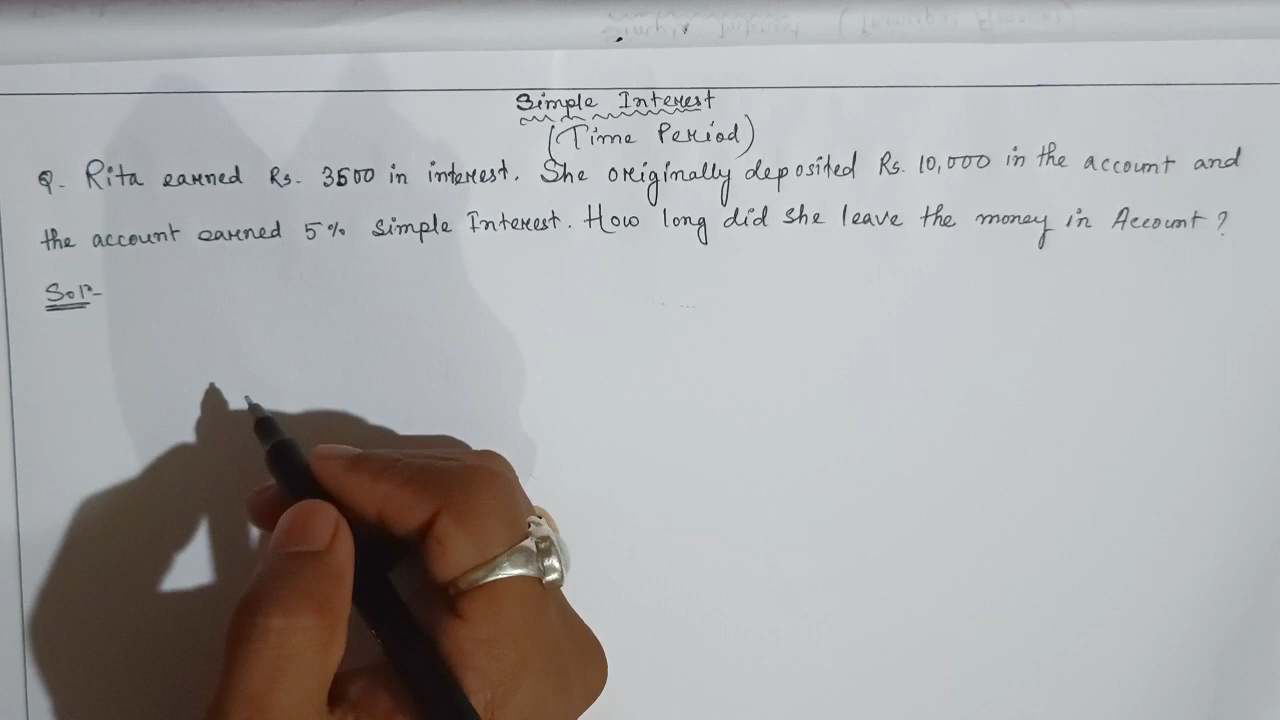 Simple Interest
(Time Period)
Q. Rita earned Rs. 3500 in interest. She originally deposited Rs. 10,000 in the account and
the account earned 5% simple Interest. How long did she leave the money in Account ?
Solⁿ-